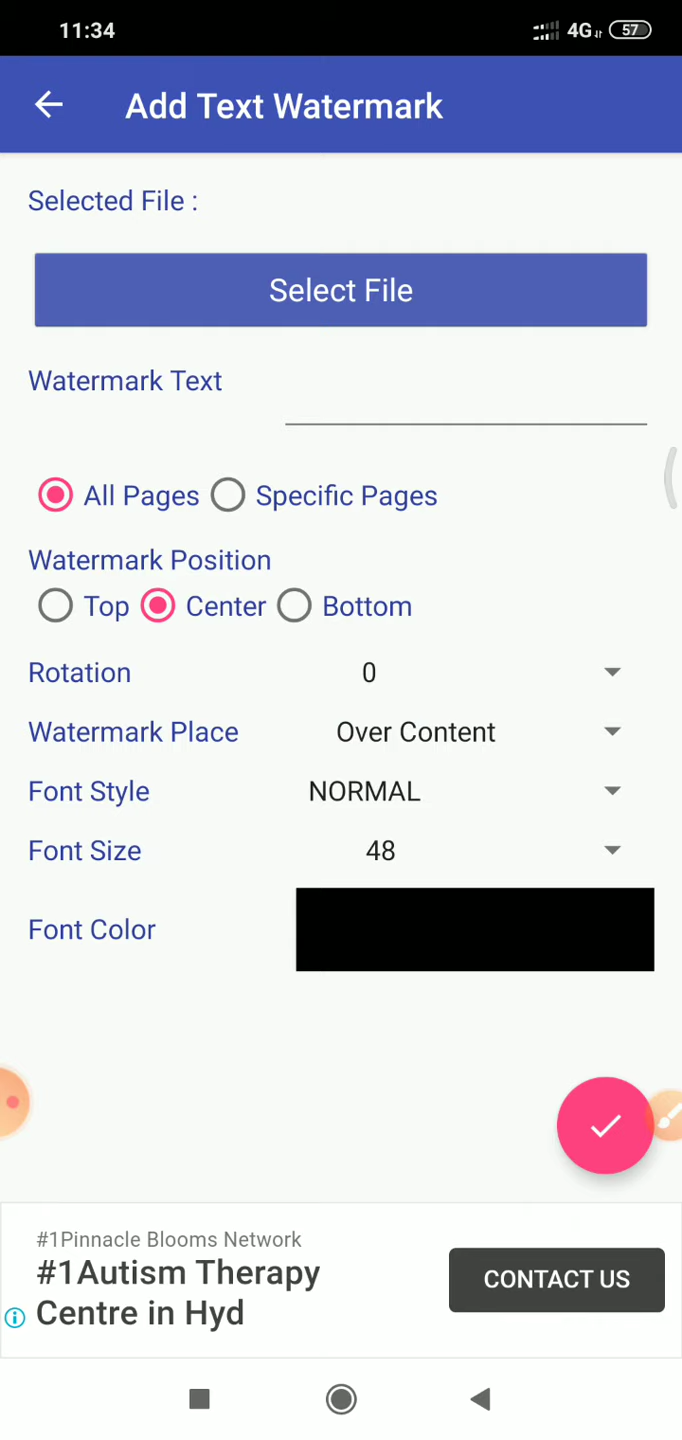 11:34 4G 57
Add Text Watermark
Selected File :
Select File
Watermark Text
All Pages Specific Pages
Watermark Position
Top Center Bottom
Rotation 0
Watermark Place Over Content
Font Style NORMAL
Font Size 48
Font Color
#1Pinnacle Blooms Network
#1Autism Therapy
Centre in Hyd
CONTACT US